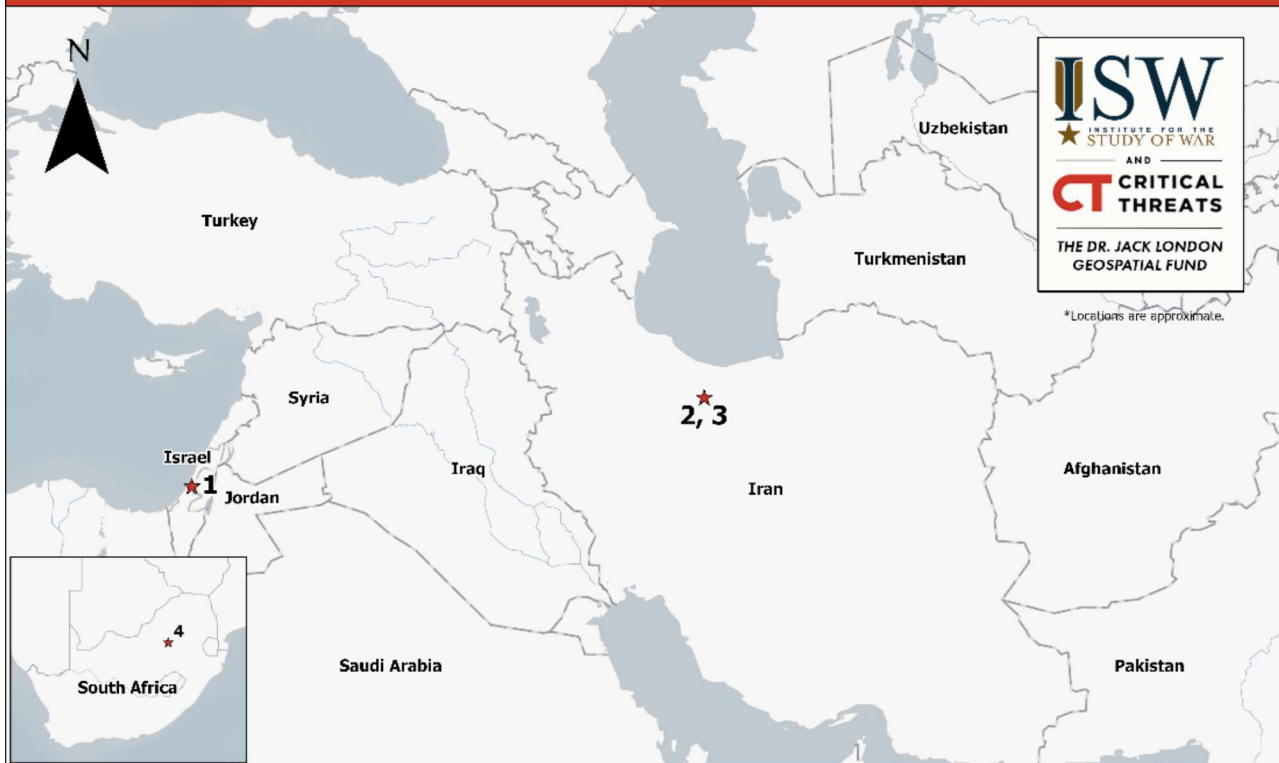 N
ISW
INSTITUTE FOR THE
STUDY OF WAR
AND
CT CRITICAL
THREATS
THE DR. JACK LONDON
GEOSPATIAL FUND
*Locations are approximate.
Uzbekistan
Turkey
Turkmenistan
Syria
2, 3
Israel
1
Jordan
Iraq
Iran
Afghanistan
4
South Africa
Saudi Arabia
Pakistan